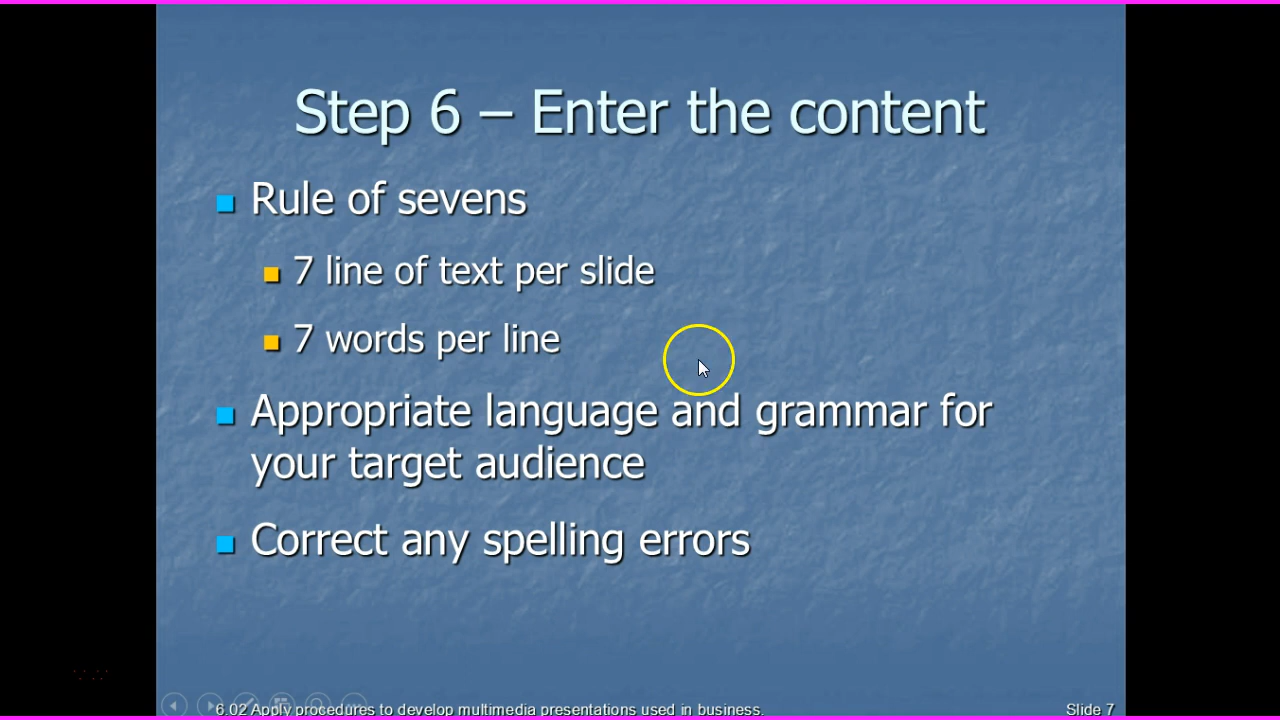 Step 6 – Enter the content
Rule of sevens
7 line of text per slide
7 words per line
Appropriate language and grammar for
your target audience
Correct any spelling errors
6.02 Apply procedures to develop multimedia presentations used in business.
Slide 7